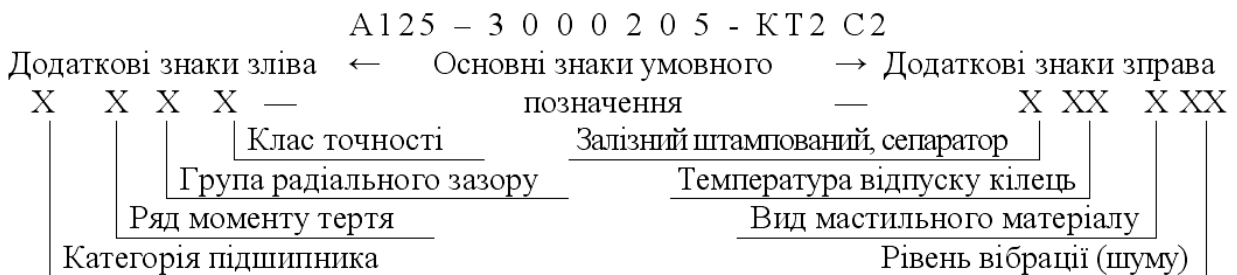 А125 – 3 0 0 0 2 0 5 - КТ2 С2
Додаткові знаки зліва ← Основні знаки умовного → Додаткові знаки зправа
Х Х Х Х — позначення — Х ХХ Х ХХ
Клас точності Залізний штампований, сепаратор
Група радіального зазору Температура відпуску кілець
Ряд моменту тертя Вид мастильного матеріалу
Категорія підшипника Рівень вібрації (шуму)